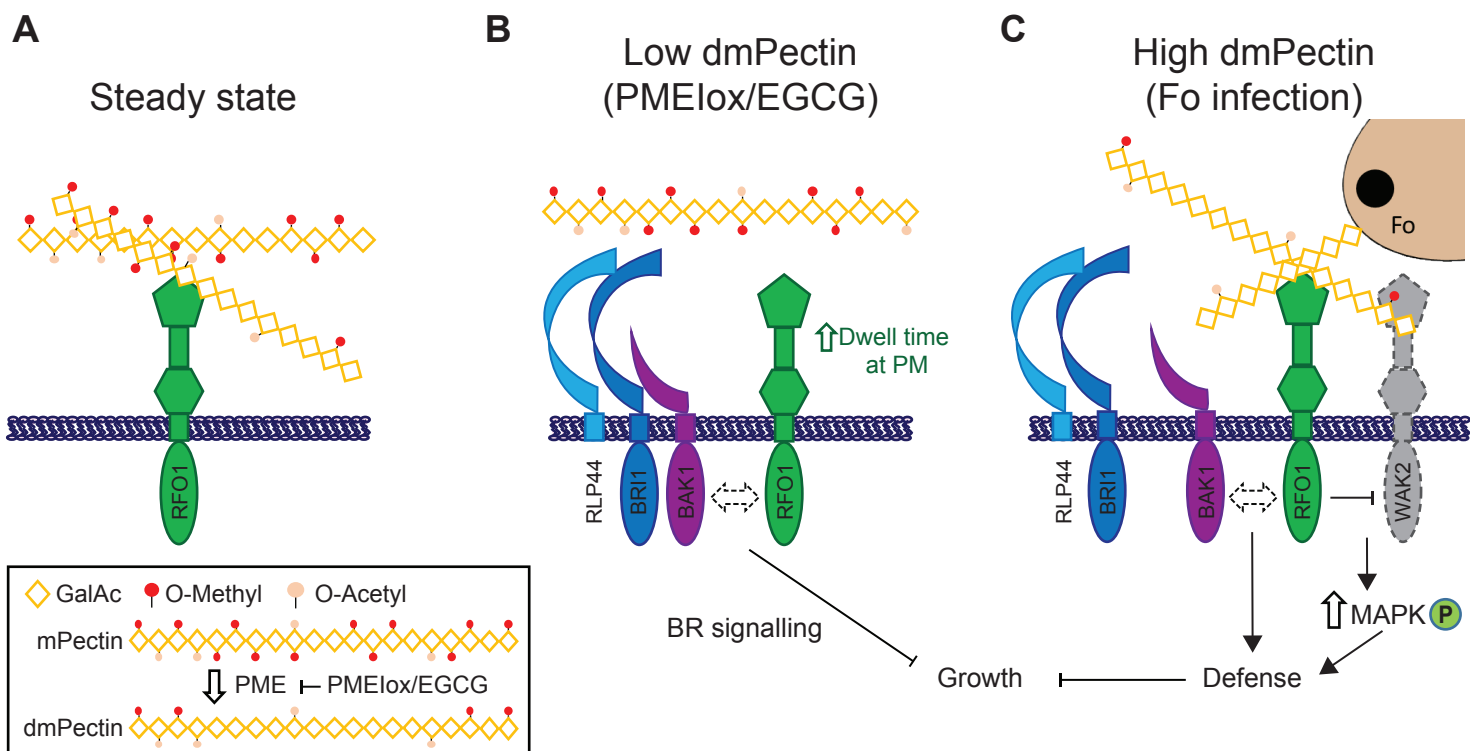 A
Steady state
RFO1
GalAc
O-Methyl
O-Acetyl
mPectin
PME
PMEIox/EGCG
dmPectin
B
Low dmPectin
(PMEIox/EGCG)
Dwell time
at PM
RLP44
BRI1
BAK1
RFO1
BR signalling
Growth
C
High dmPectin
(Fo infection)
Fo
RLP44
BRI1
BAK1
RFO1
WAK2
MAPK P
Defense